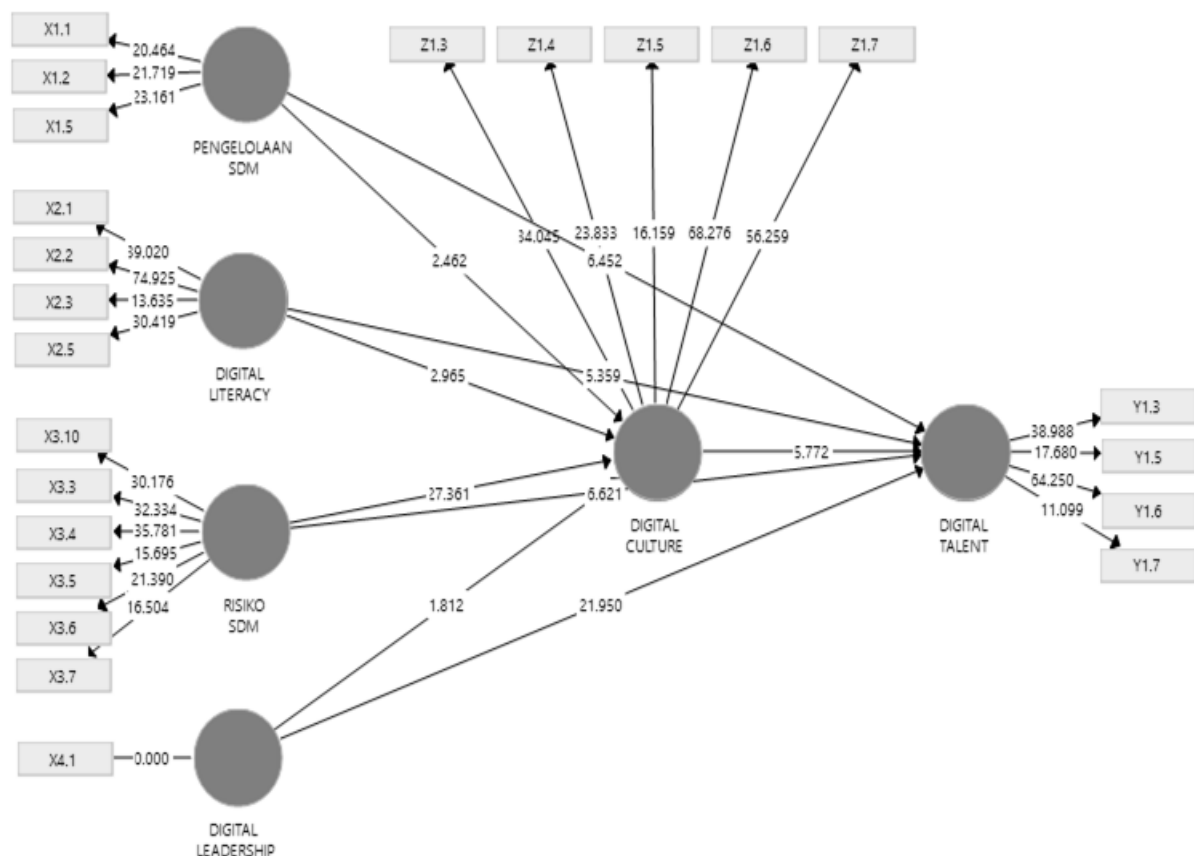 X1.1
X1.2
X1.5
20.464
21.719
23.161
PENGELOLAAN
SDM
Z1.3
Z1.4
Z1.5
Z1.6
Z1.7
34.045
23.833
16.159
68.276
56.259
6.452
2.462
X2.1
X2.2
X2.3
X2.5
39.020
74.925
13.635
30.419
DIGITAL
LITERACY
5.359
2.965
X3.10
X3.3
X3.4
X3.5
X3.6
X3.7
30.176
32.334
35.781
15.695
21.390
16.504
RISIKO
SDM
27.361
6.621
DIGITAL
CULTURE
5.772
DIGITAL
TALENT
38.988
17.680
64.250
11.099
Y1.3
Y1.5
Y1.6
Y1.7
1.812
21.950
X4.1
0.000
DIGITAL
LEADERSHIP